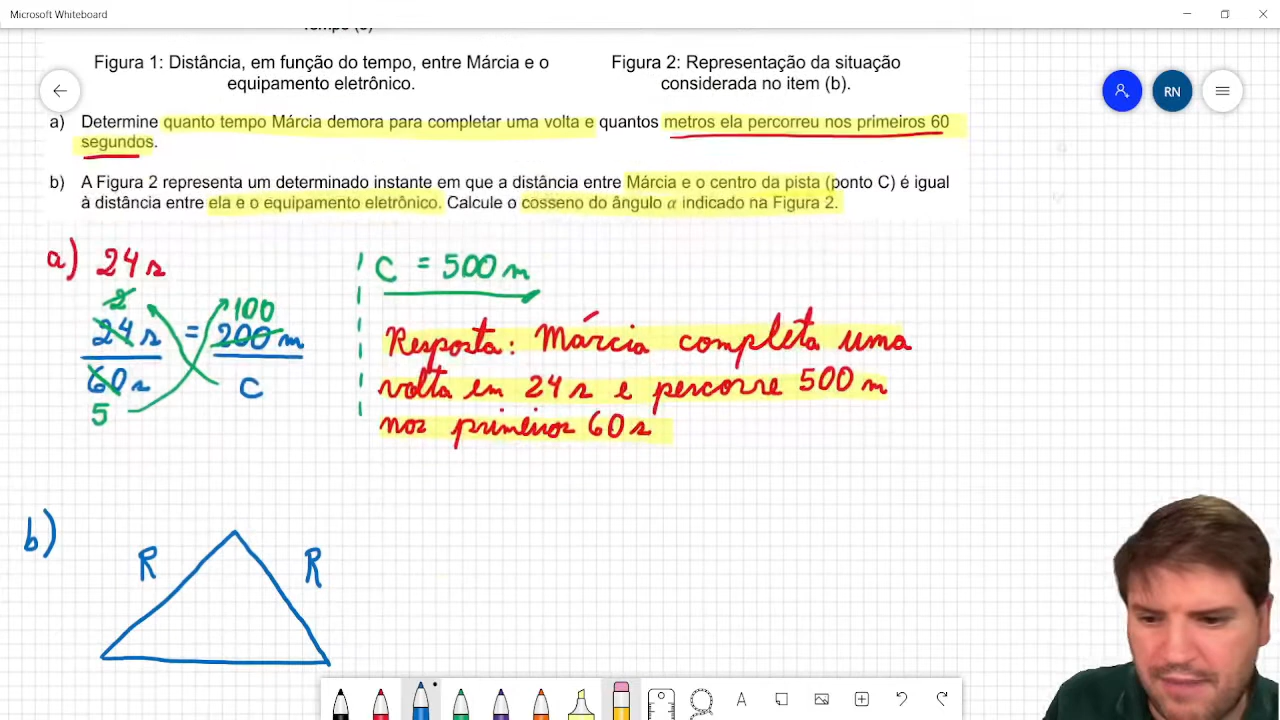 Microsoft Whiteboard
Figura 1: Distância, em função do tempo, entre Márcia e o
equipamento eletrônico.
Figura 2: Representação da situação
considerada no item (b).
RN
a) Determine quanto tempo Márcia demora para completar uma volta e quantos metros ela percorreu nos primeiros 60
segundos.
b) A Figura 2 representa um determinado instante em que a distância entre Márcia e o centro da pista (ponto C) é igual
à distância entre ela e o equipamento eletrônico. Calcule o cosseno do ângulo α indicado na Figura 2.
a) 24 s
2
24 s = 200 m
100
60 s
C
5
C = 500 m
Resposta: Márcia completa uma
volta em 24 s e percorre 500 m
nos primeiros 60 s
b)
R
R
A